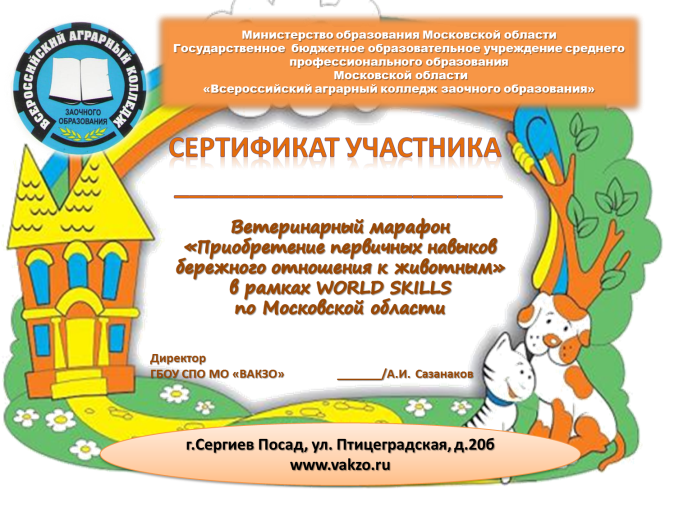 Министерство образования Московской области
Государственное бюджетное образовательное учреждение среднего
профессионального образования
Московской области
«Всероссийский аграрный колледж заочного образования»
ВСЕРОССИЙСКИЙ АГРАРНЫЙ КОЛЛЕДЖ
ЗАОЧНОГО
ОБРАЗОВАНИЯ
СЕРТИФИКАТ УЧАСТНИКА
Ветеринарный марафон
«Приобретение первичных навыков
бережного отношения к животным»
в рамках WORLD SKILLS
по Московской области
Директор
ГБОУ СПО МО «ВАКЗО» _______/А.И. Сазанаков
г.Сергиев Посад, ул. Птицеградская, д.20б
www.vakzo.ru